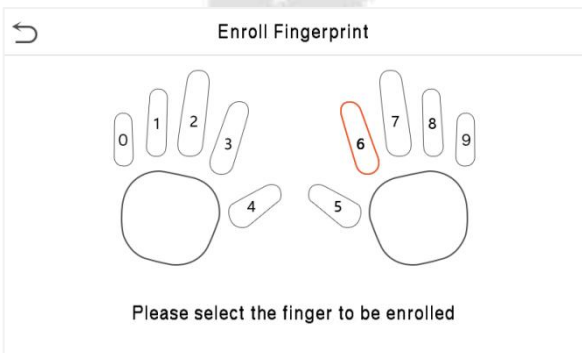 Enroll Fingerprint
0 1 2 3 4 5 6 7 8 9
Please select the finger to be enrolled